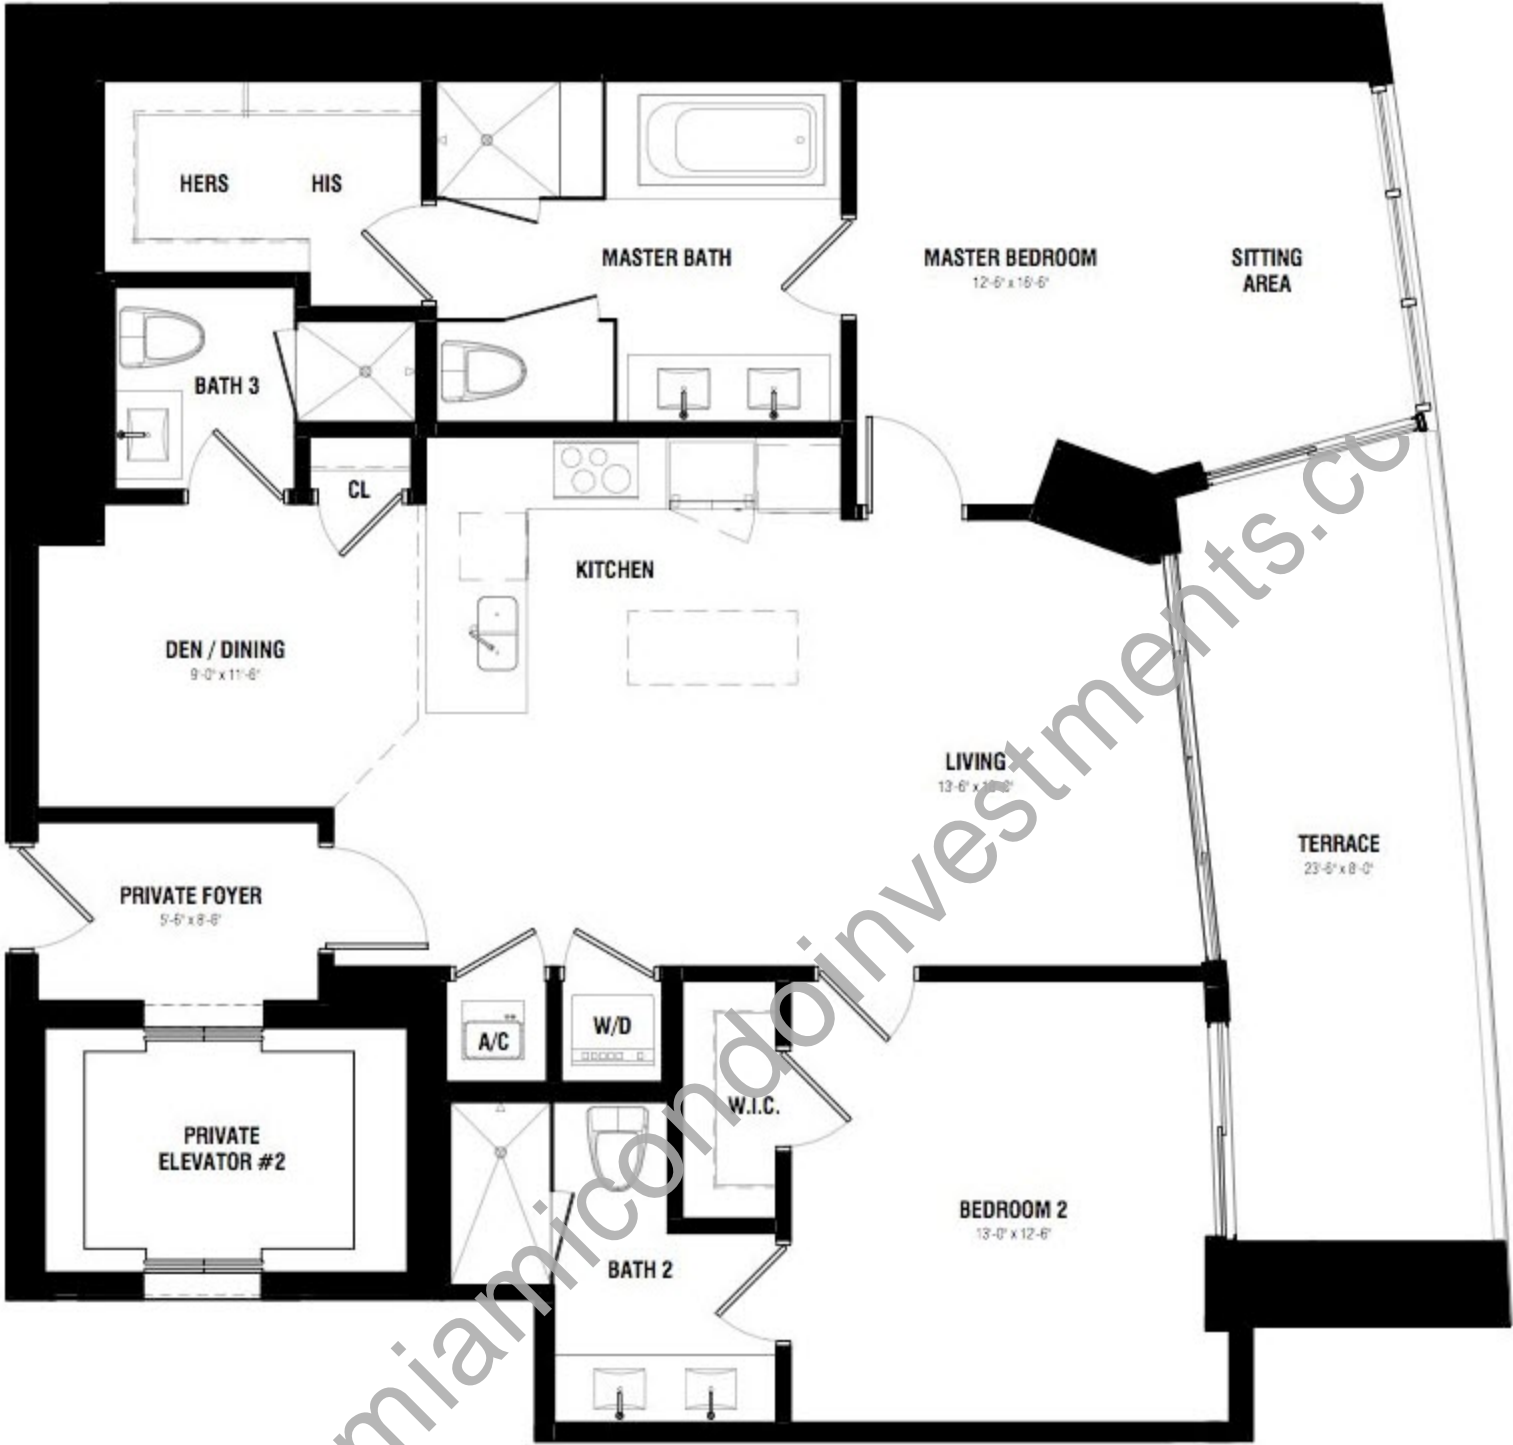 HERS
HIS
MASTER BATH
MASTER BEDROOM
12'-6" x 16'-6"
SITTING
AREA
BATH 3
CL
KITCHEN
DEN / DINING
9'-0" x 11'-6"
LIVING
13'-6" x
TERRACE
23'-6" x 8'-0"
PRIVATE FOYER
5'-6" x 8'-6"
A/C
W/D
W.I.C.
PRIVATE
ELEVATOR #2
BEDROOM 2
13'-0" x 12'-6"
BATH 2
miamicondoinvestments.co